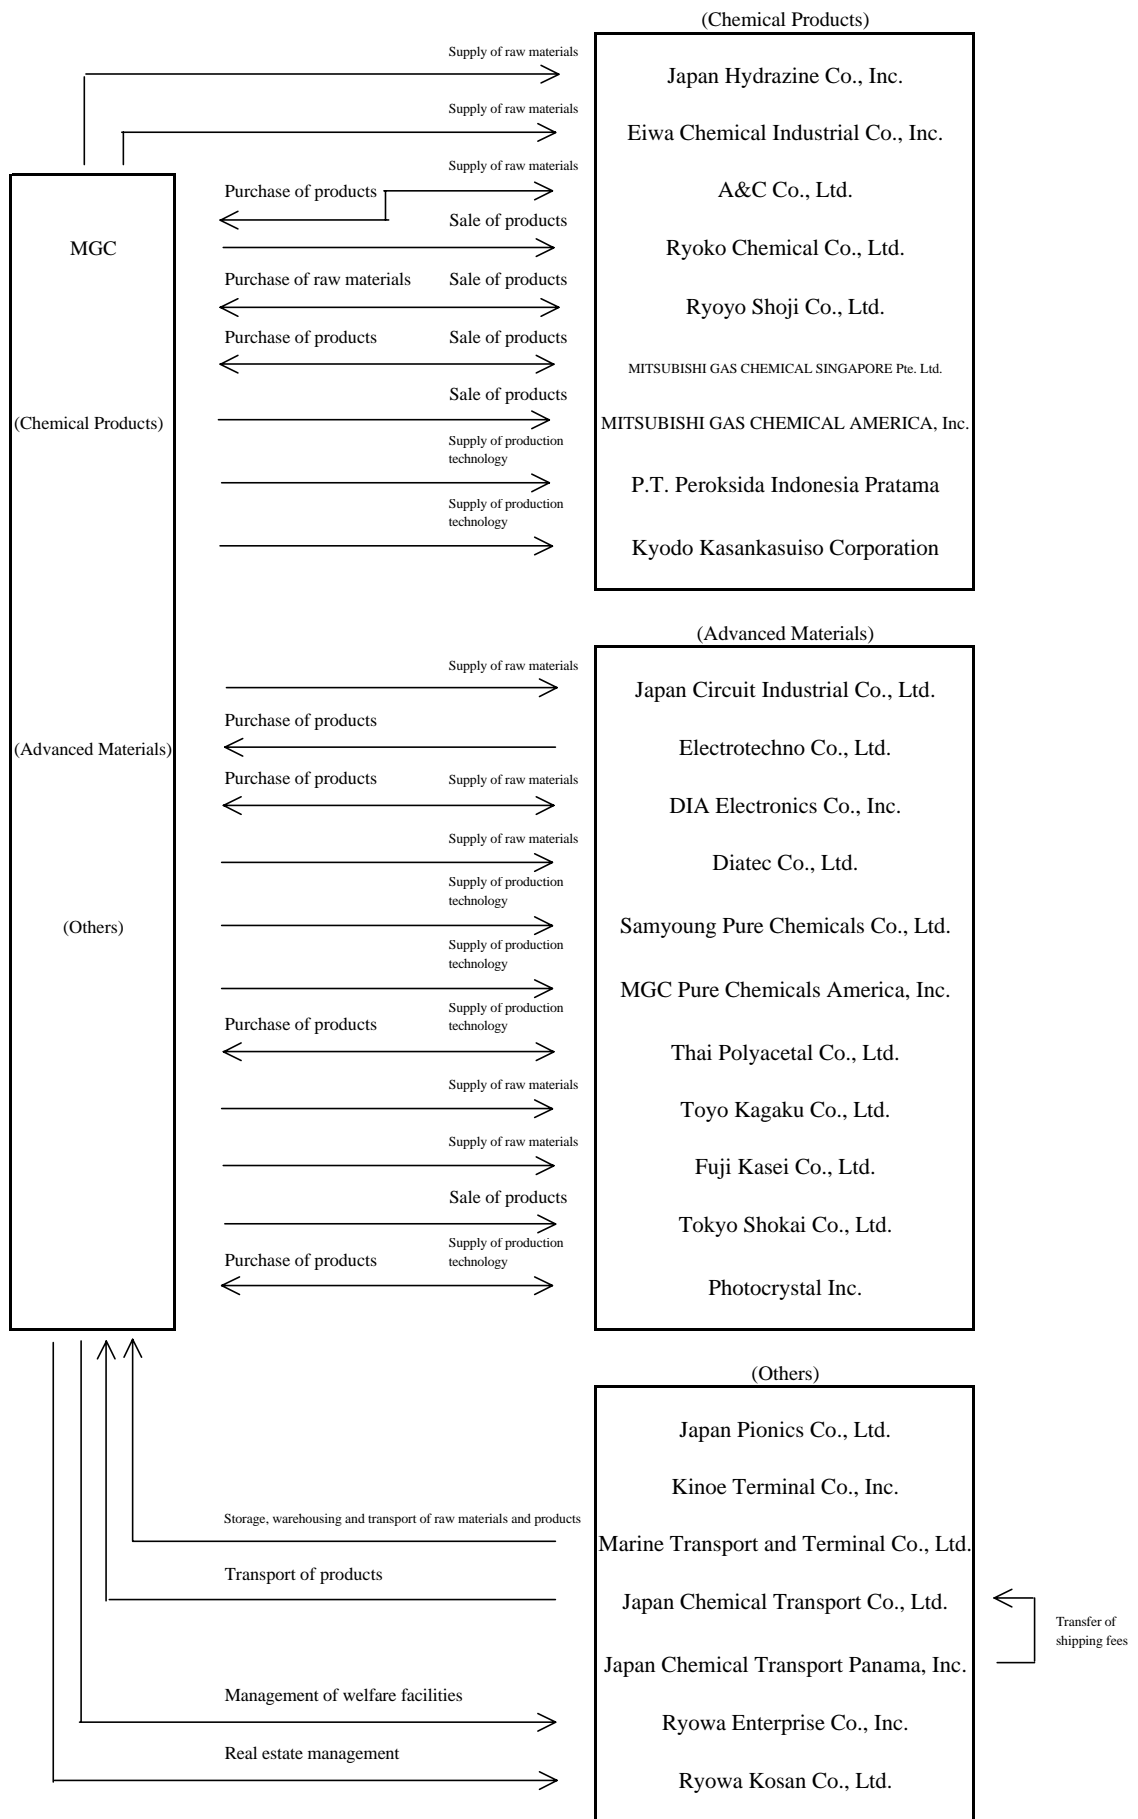 (Chemical Products)
Supply of raw materials
Japan Hydrazine Co., Inc.
Supply of raw materials
Eiwa Chemical Industrial Co., Inc.
Supply of raw materials
Purchase of products
A&C Co., Ltd.
Sale of products
MGC
Ryoko Chemical Co., Ltd.
Purchase of raw materials
Sale of products
Ryoyo Shoji Co., Ltd.
Purchase of products
Sale of products
MITSUBISHI GAS CHEMICAL SINGAPORE Pte. Ltd.
Sale of products
(Chemical Products)
MITSUBISHI GAS CHEMICAL AMERICA, Inc.
Supply of production
technology
P.T. Peroksida Indonesia Pratama
Supply of production
technology
Kyodo Kasankasuiso Corporation
(Advanced Materials)
Supply of raw materials
Japan Circuit Industrial Co., Ltd.
Purchase of products
(Advanced Materials)
Electrotechno Co., Ltd.
Purchase of products
Supply of raw materials
DIA Electronics Co., Inc.
Supply of raw materials
Diatec Co., Ltd.
Supply of production
technology
(Others)
Samyoung Pure Chemicals Co., Ltd.
Supply of production
technology
MGC Pure Chemicals America, Inc.
Supply of production
technology
Purchase of products
Thai Polyacetal Co., Ltd.
Supply of raw materials
Toyo Kagaku Co., Ltd.
Supply of raw materials
Fuji Kasei Co., Ltd.
Sale of products
Tokyo Shokai Co., Ltd.
Supply of production
technology
Purchase of products
Photocrystal Inc.
(Others)
Japan Pionics Co., Ltd.
Kinoe Terminal Co., Inc.
Storage, warehousing and transport of raw materials and products
Marine Transport and Terminal Co., Ltd.
Transport of products
Japan Chemical Transport Co., Ltd.
Transfer of
shipping fees
Japan Chemical Transport Panama, Inc.
Management of welfare facilities
Ryowa Enterprise Co., Inc.
Real estate management
Ryowa Kosan Co., Ltd.